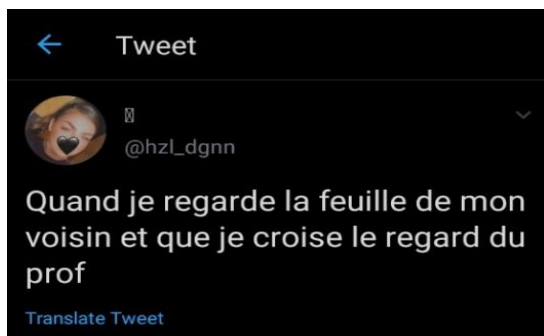 Tweet
@hzl_dgnn
Quand je regarde la feuille de mon
voisin et que je croise le regard du
prof
Translate Tweet